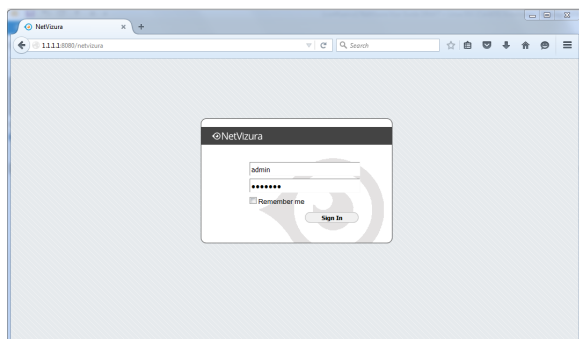 NetVizura
1.1.1.1:8080/netvizura
Search
NetVizura
admin
•••••••
Remember me
Sign In